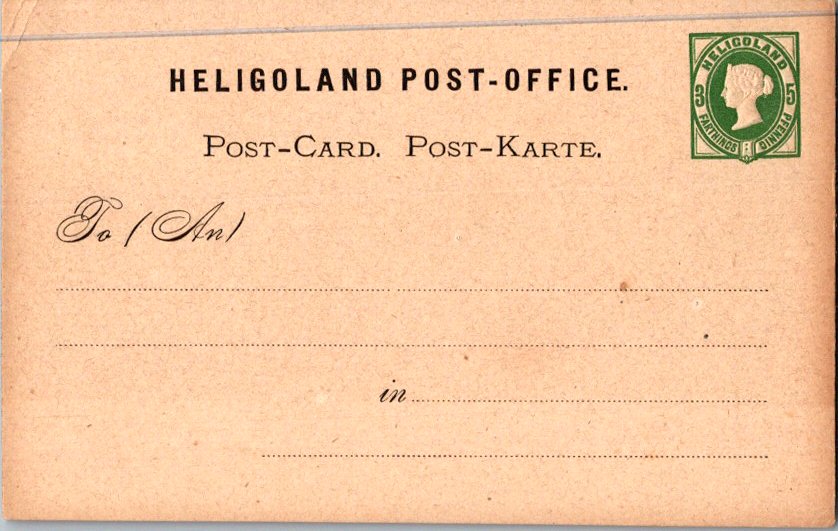 HELIGOLAND POST-OFFICE.
POST-CARD. POST-KARTE.
HELIGOLAND
3 FARTHINGS
5 PFENNIG
To (An)
in